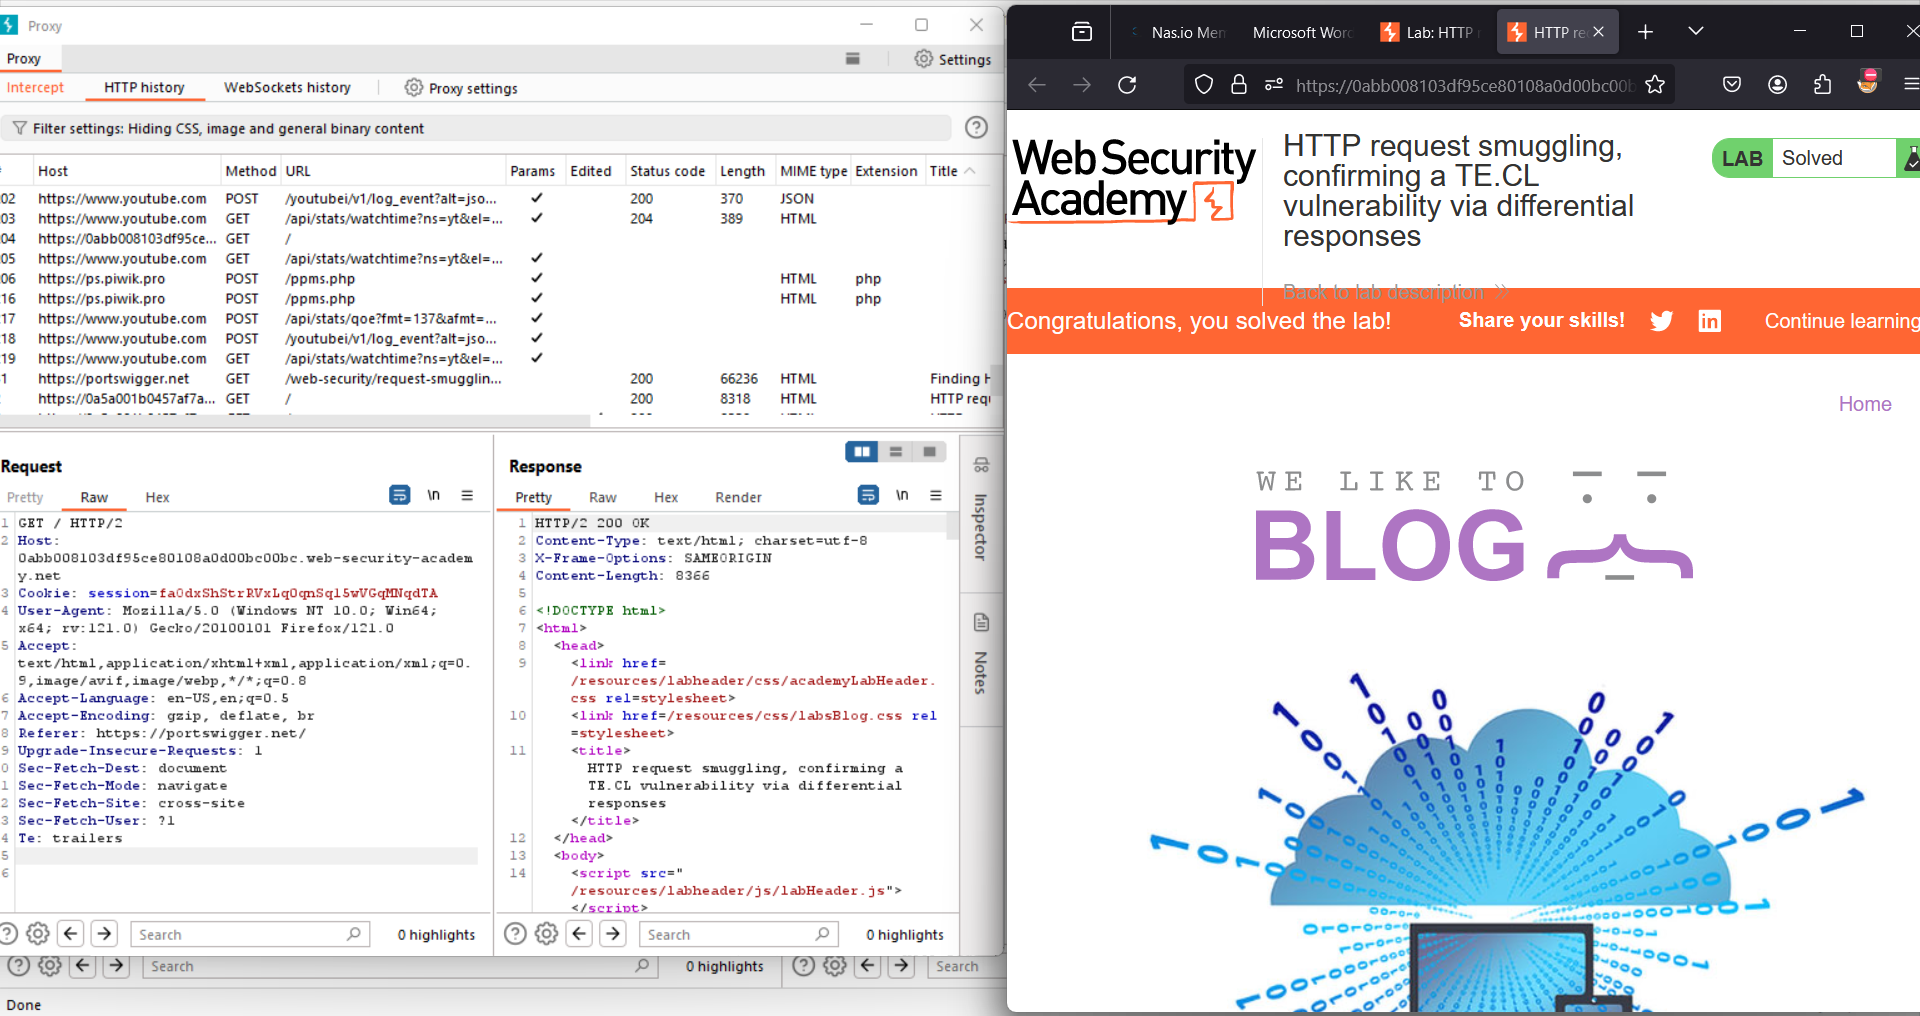 Proxy
Proxy
Settings
Intercept HTTP history WebSockets history Proxy settings
Filter settings: Hiding CSS, image and general binary content
Host Method URL Params Edited Status code Length MIME type Extension Title
02 https://www.youtube.com POST /youtubei/v1/log_event?alt=jso... ✓ 200 370 JSON
03 https://www.youtube.com GET /api/stats/watchtime?ns=yt&el=... ✓ 204 389 HTML
04 https://0abb008103df95ce... GET /
05 https://www.youtube.com GET /api/stats/watchtime?ns=yt&el=... ✓
06 https://ps.piwik.pro POST /ppms.php ✓ HTML php
16 https://ps.piwik.pro POST /ppms.php ✓ HTML php
17 https://www.youtube.com POST /api/stats/qoe?fmt=137&afmt=... ✓
18 https://www.youtube.com POST /youtubei/v1/log_event?alt=jso... ✓
19 https://www.youtube.com GET /api/stats/watchtime?ns=yt&el=... ✓
1 https://portswigger.net GET /web-security/request-smugglin... 200 66236 HTML Finding H
https://0a5a001b0457af7a... GET / 200 8318 HTML HTTP requ
Request
Pretty Raw Hex \n
1 GET / HTTP/2
2 Host:
0abb008103df95ce80108a0d00bc00bc.web-security-academ
y.net
3 Cookie: session=fa0dxShStrRVxLqOqnSql5wVGqMNqdTA
4 User-Agent: Mozilla/5.0 (Windows NT 10.0; Win64;
x64; rv:121.0) Gecko/20100101 Firefox/121.0
5 Accept:
text/html,application/xhtml+xml,application/xml;q=0.
9,image/avif,image/webp,*/*;q=0.8
6 Accept-Language: en-US,en;q=0.5
7 Accept-Encoding: gzip, deflate, br
8 Referer: https://portswigger.net/
9 Upgrade-Insecure-Requests: 1
0 Sec-Fetch-Dest: document
1 Sec-Fetch-Mode: navigate
2 Sec-Fetch-Site: cross-site
3 Sec-Fetch-User: ?1
4 Te: trailers
5
6
Search 0 highlights
Response
Pretty Raw Hex Render \n
1 HTTP/2 200 OK
2 Content-Type: text/html; charset=utf-8
3 X-Frame-Options: SAMEORIGIN
4 Content-Length: 8366
5
6 <!DOCTYPE html>
7 <html>
8 <head>
9 <link href=
/resources/labheader/css/academyLabHeader.
css rel=stylesheet>
10 <link href=/resources/css/labsBlog.css rel
=stylesheet>
11 <title>
HTTP request smuggling, confirming a
TE.CL vulnerability via differential
responses
</title>
12 </head>
13 <body>
14 <script src="
/resources/labheader/js/labHeader.js">
</script>
Search 0 highlights
Inspector
Notes
Search 0 highlights Search
Done
Nas.io Mem Microsoft Word Lab: HTTP HTTP re
https://0abb008103df95ce80108a0d00bc00b
Web Security
Academy
HTTP request smuggling,
confirming a TE.CL
vulnerability via differential
responses
LAB Solved
Back to lab description
Congratulations, you solved the lab! Share your skills! Continue learning
Home
WE LIKE TO
BLOG